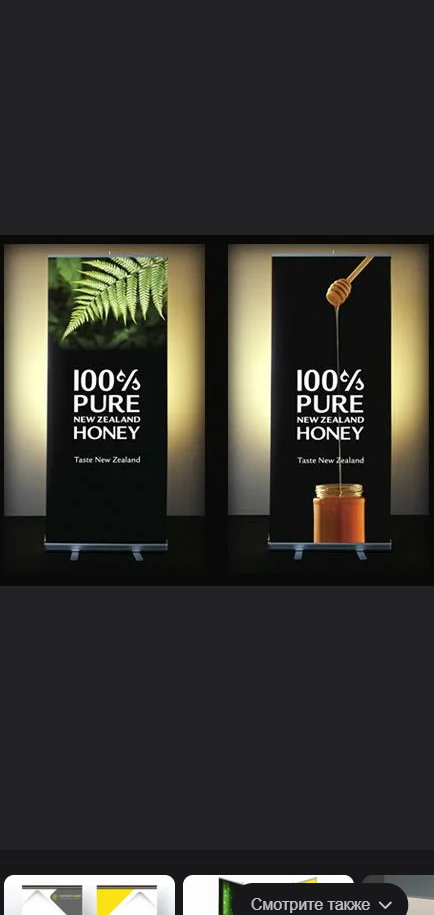 100%
PURE
NEW ZEALAND
HONEY
Taste New Zealand
100%
PURE
NEW ZEALAND
HONEY
Taste New Zealand
Смотрите также